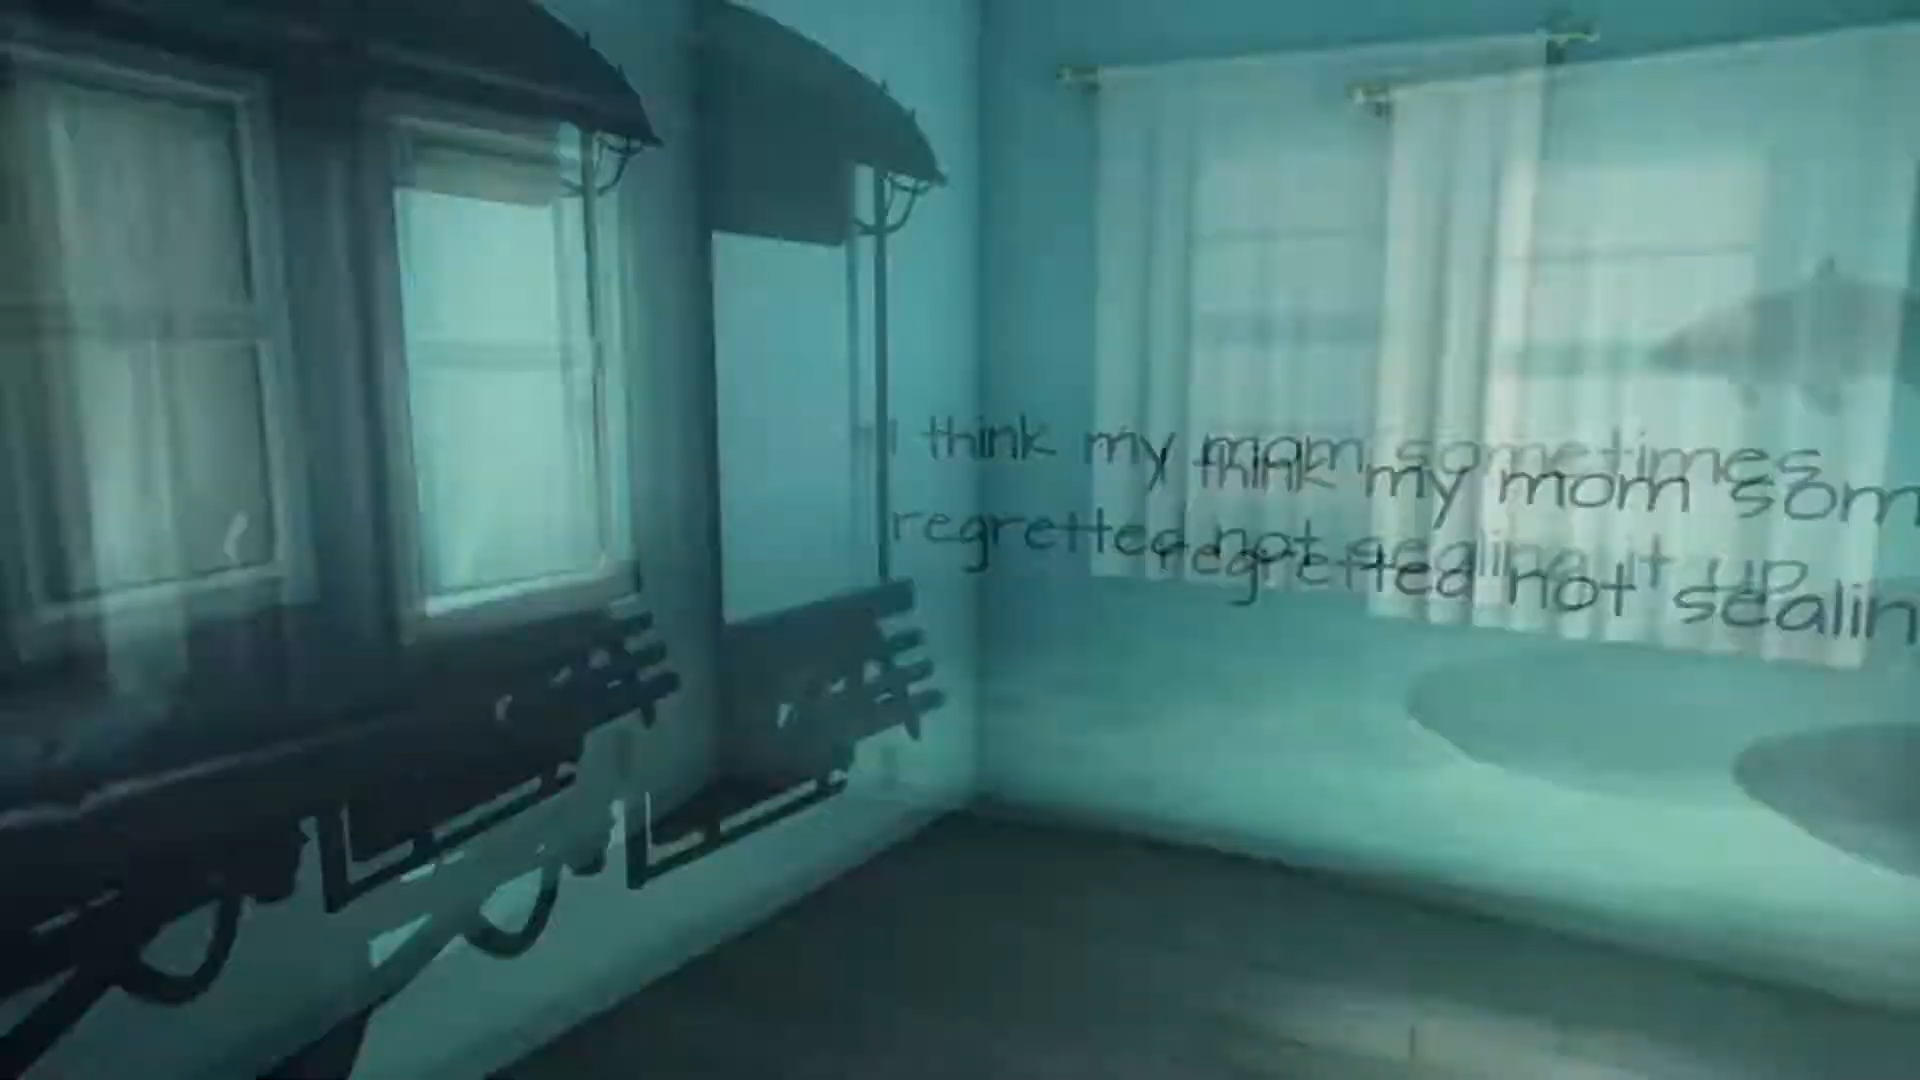 I think my mom sometimes
regretted not sealing it up
think my mom som
regretted not sealin